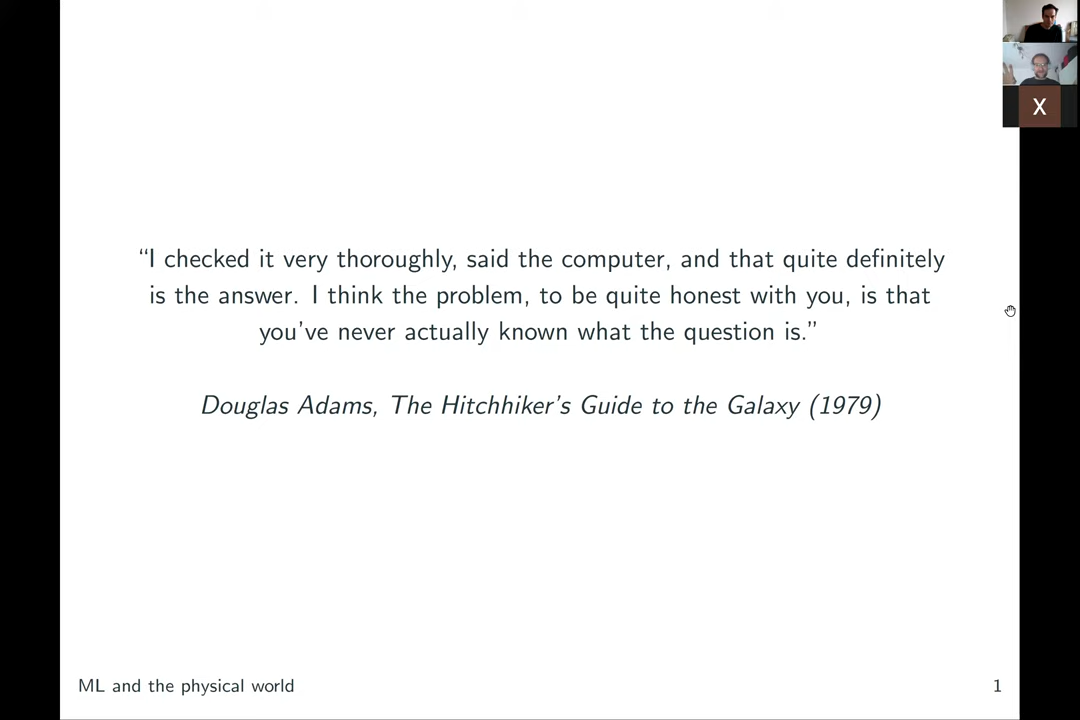 X
“I checked it very thoroughly, said the computer, and that quite definitely
is the answer. I think the problem, to be quite honest with you, is that
you’ve never actually known what the question is.”
Douglas Adams, The Hitchhiker’s Guide to the Galaxy (1979)
ML and the physical world
1